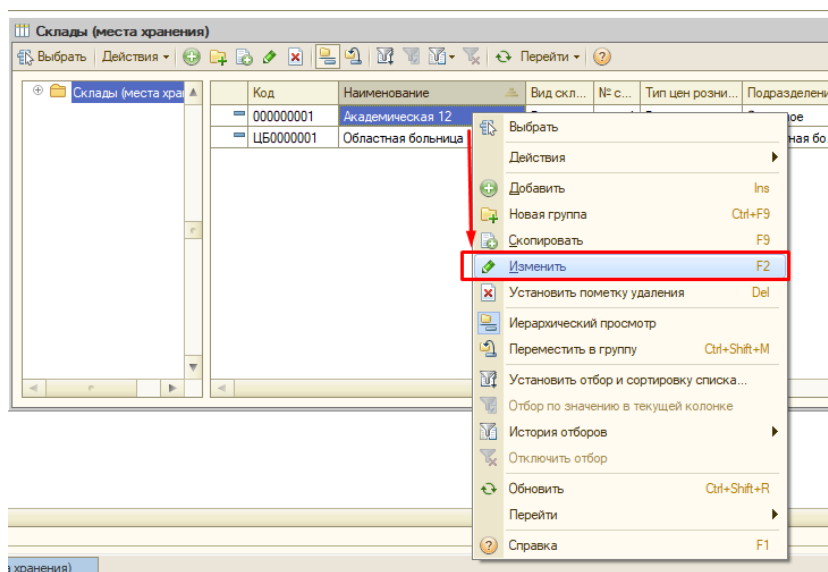 Склады (места хранения)
Выбрать Действия Перейти
Склады (места хра
Код Наименование Вид скл... № с... Тип цен розни... Подразделени
000000001 Академическая 12
ЦБ0000001 Областная больница ная бо
Выбрать
Действия
Добавить Ins
Новая группа Ctrl+F9
Скопировать F9
Изменить F2
Установить пометку удаления Del
Иерархический просмотр
Переместить в группу Ctrl+Shift+M
Установить отбор и сортировку списка...
Отбор по значению в текущей колонке
История отборов
Отключить отбор
Обновить Ctrl+Shift+R
Перейти
Справка F1
а хранения)